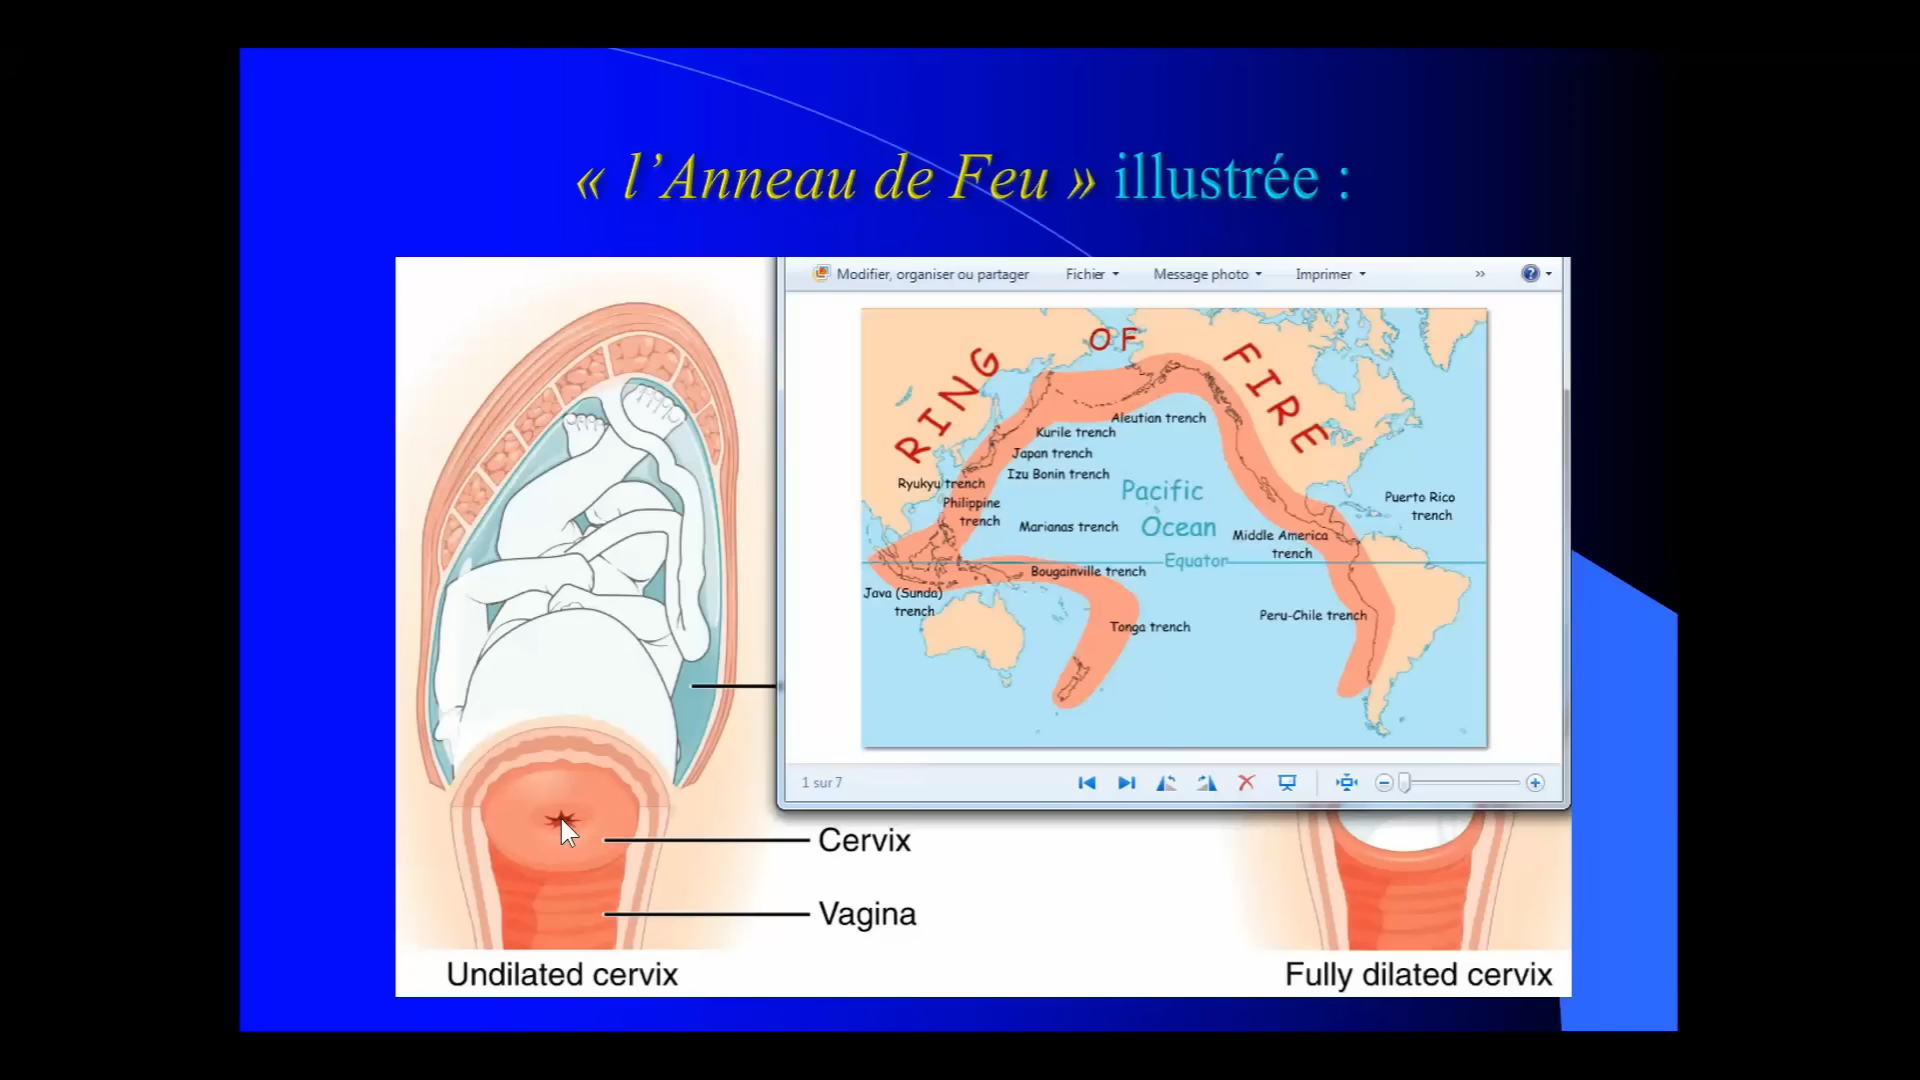 « l’Anneau de Feu » illustrée :
Modifier, organiser ou partager Fichier Message photo Imprimer »
RING OF FIRE
Aleutian trench
Kurile trench
Japan trench
Izu Bonin trench
Ryukyu trench
Philippine
trench
Marianas trench
Pacific
Ocean
Equator
Puerto Rico
trench
Middle America
trench
Bougainville trench
Java (Sunda)
trench
Tonga trench
Peru-Chile trench
1 sur 7
Cervix
Vagina
Undilated cervix
Fully dilated cervix